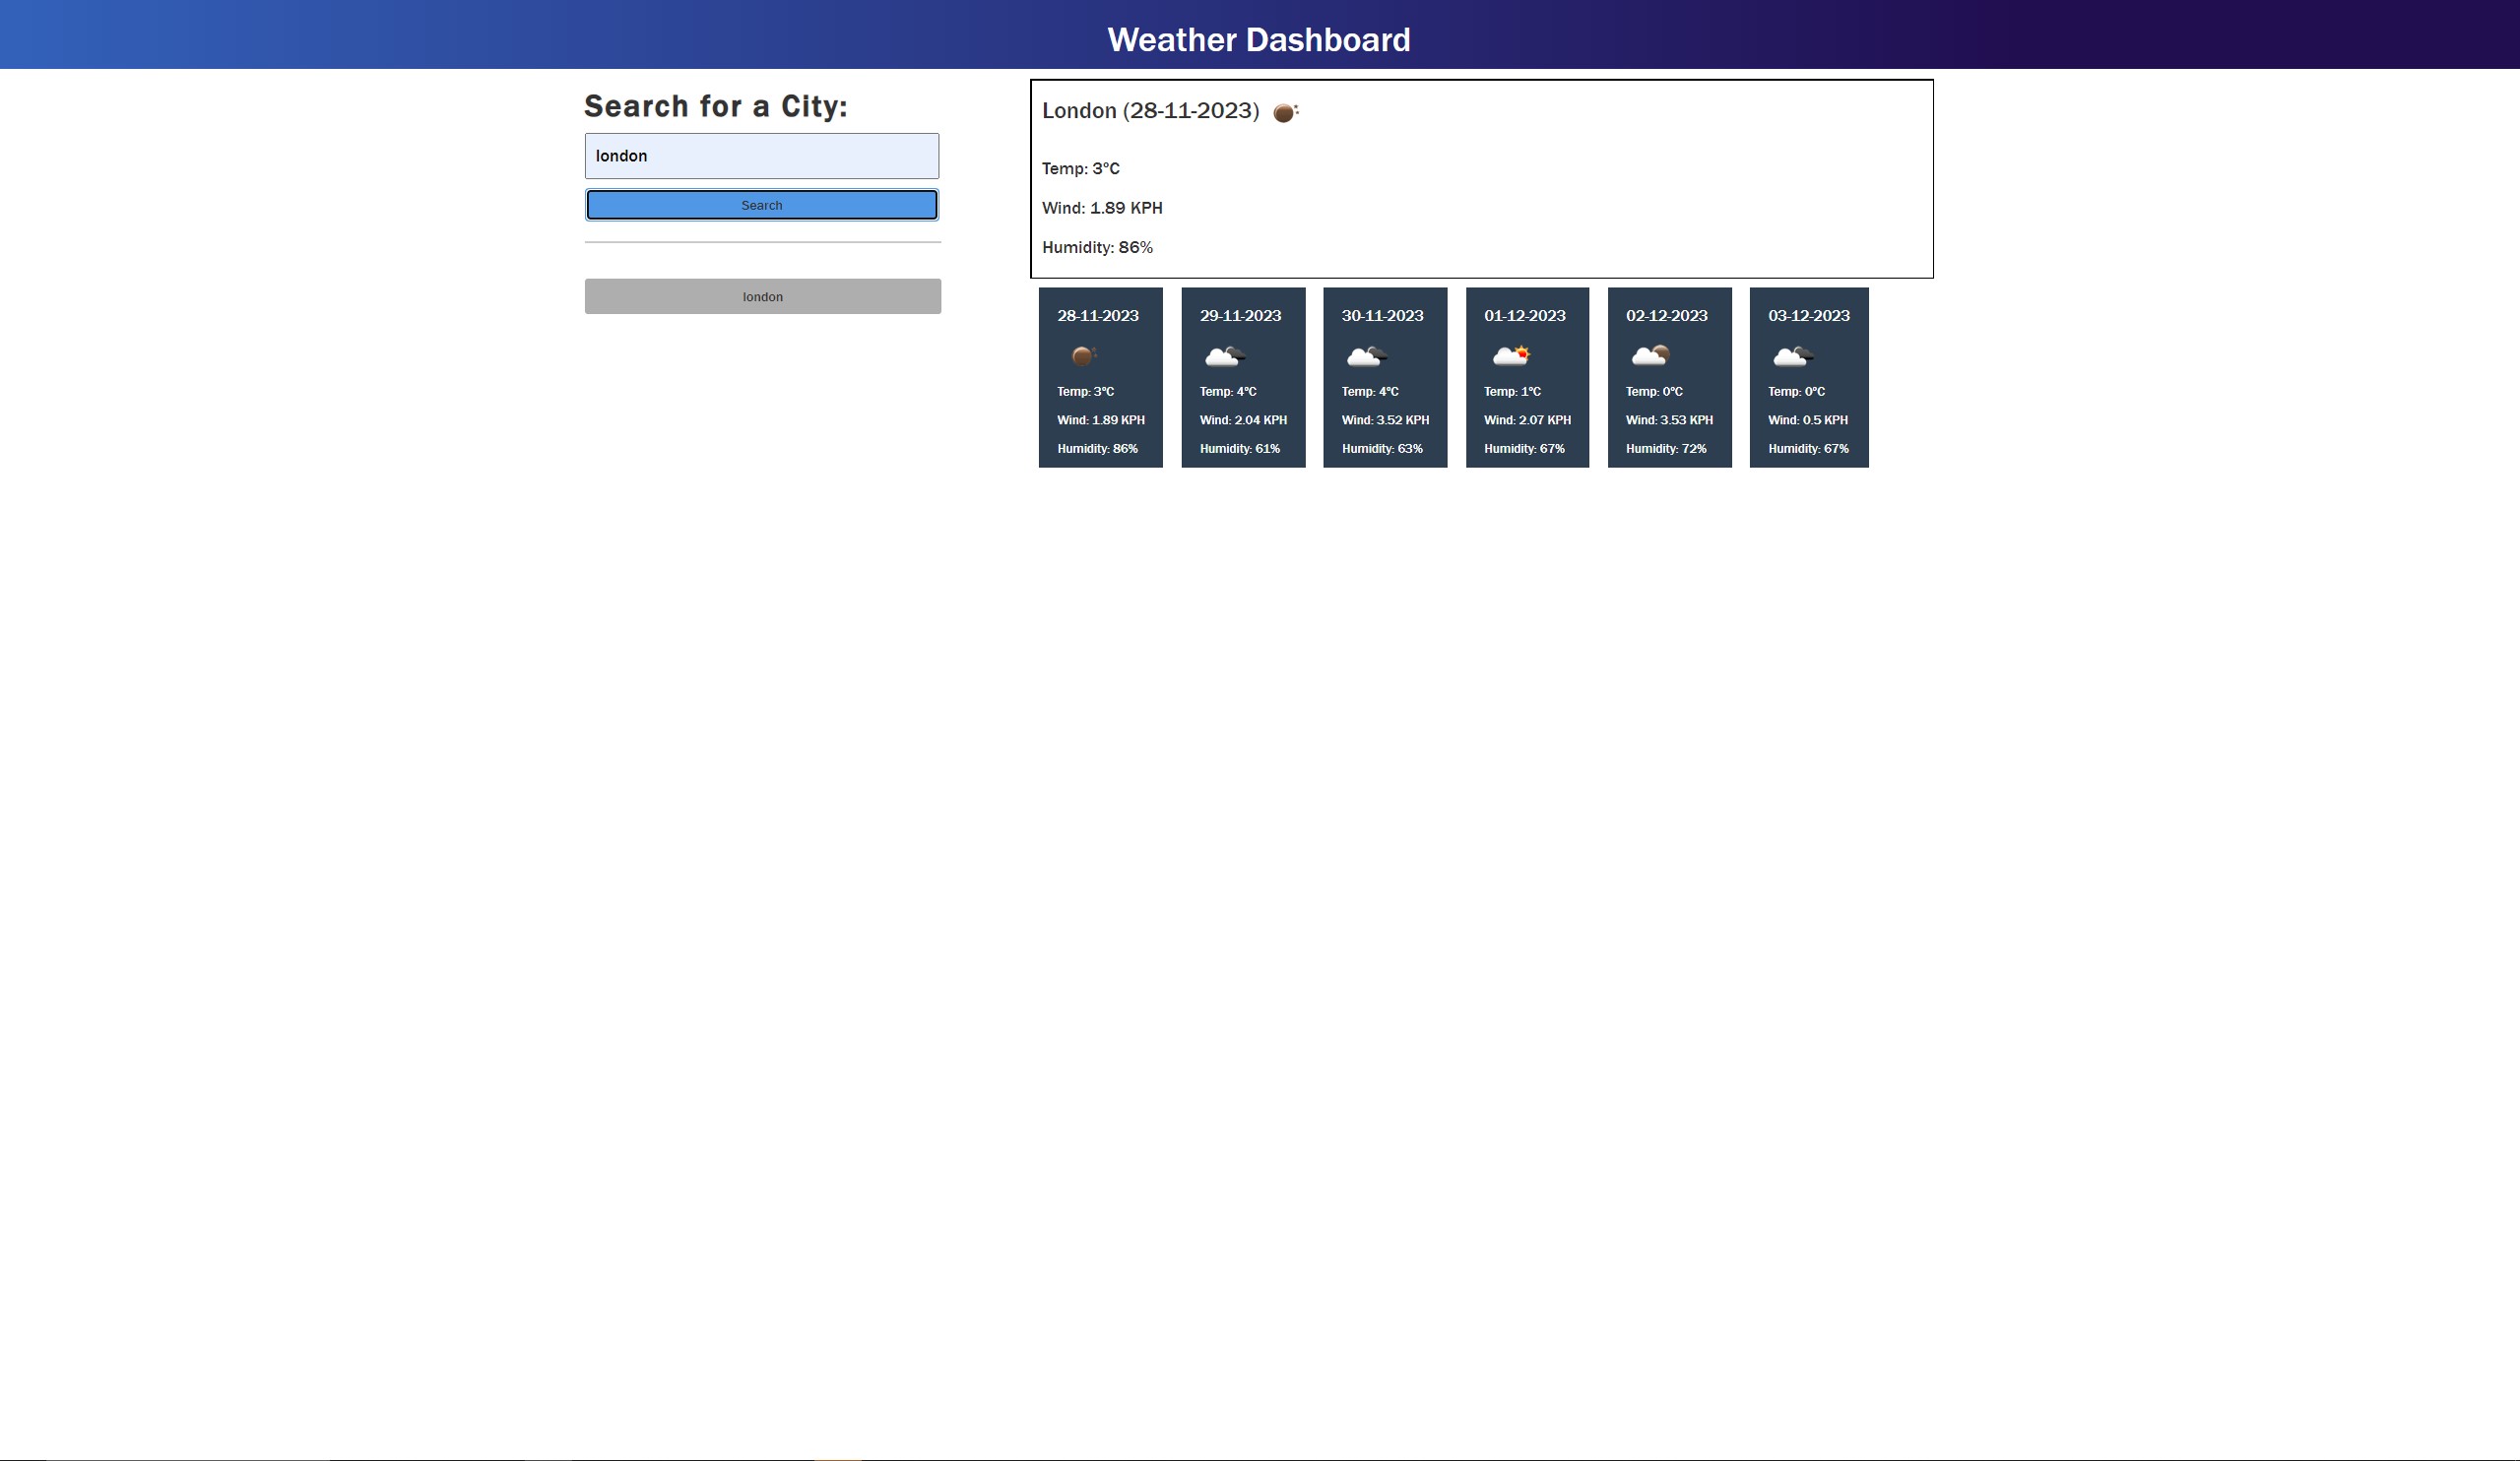 Weather Dashboard
Search for a City:
london
Search
london
London (28-11-2023)
Temp: 3°C
Wind: 1.89 KPH
Humidity: 86%
28-11-2023
Temp: 3°C
Wind: 1.89 KPH
Humidity: 86%
29-11-2023
Temp: 4°C
Wind: 2.04 KPH
Humidity: 61%
30-11-2023
Temp: 4°C
Wind: 3.52 KPH
Humidity: 63%
01-12-2023
Temp: 1°C
Wind: 2.07 KPH
Humidity: 67%
02-12-2023
Temp: 0°C
Wind: 3.53 KPH
Humidity: 72%
03-12-2023
Temp: 0°C
Wind: 0.5 KPH
Humidity: 67%